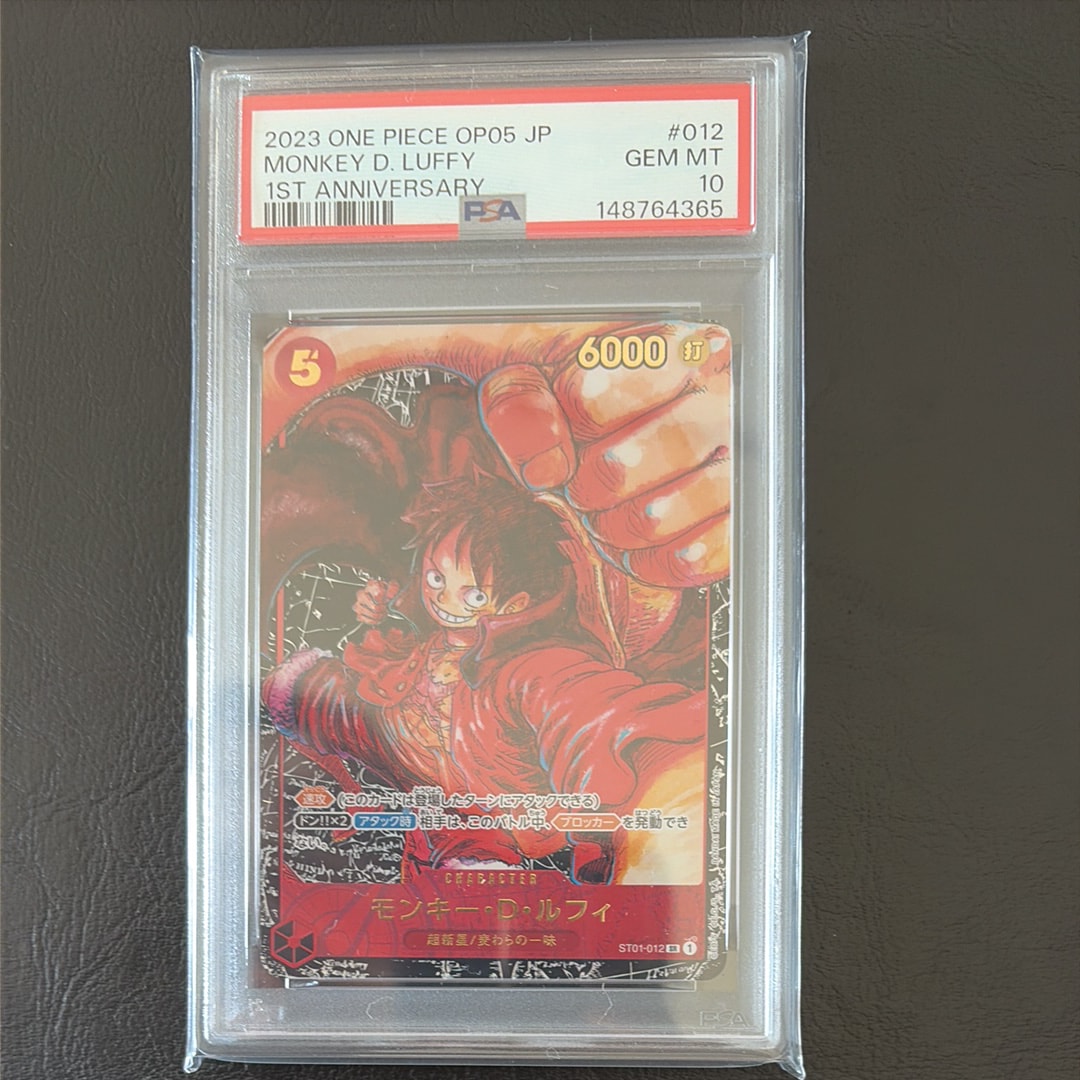 2023 ONE PIECE OP05 JP #012
MONKEY D. LUFFY GEM MT
1ST ANNIVERSARY 10
PSA 148764365
5 6000 打
速攻 (このカードは登場したターンにアタックできる)
ドン!!×2 アタック時 相手は、このバトル中、ブロッカーを発動でき
ない。
CHARACTER
モンキー・D・ルフィ
超新星/麦わらの一味
ST01-012 SR 1
PSA